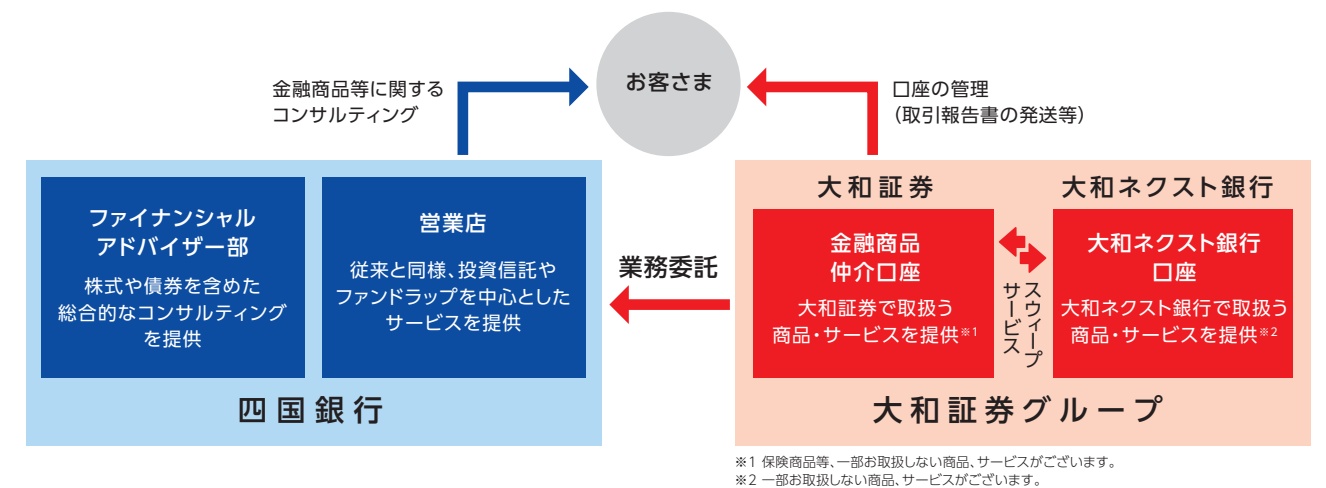 お客さま
金融商品等に関する
コンサルティング
口座の管理
（取引報告書の発送等）
ファイナンシャル
アドバイザー部
株式や債券を含めた
総合的なコンサルティング
を提供
営業店
従来と同様、投資信託や
ファンドラップを中心とした
サービスを提供
四国銀行
業務委託
大和証券
金融商品
仲介口座
大和証券で取扱う
商品・サービスを提供※1
スウィープ
サービス
大和ネクスト銀行
大和ネクスト銀行
口座
大和ネクスト銀行で取扱う
商品・サービスを提供※2
大和証券グループ
※1 保険商品等、一部お取扱しない商品、サービスがございます。
※2 一部お取扱しない商品、サービスがございます。